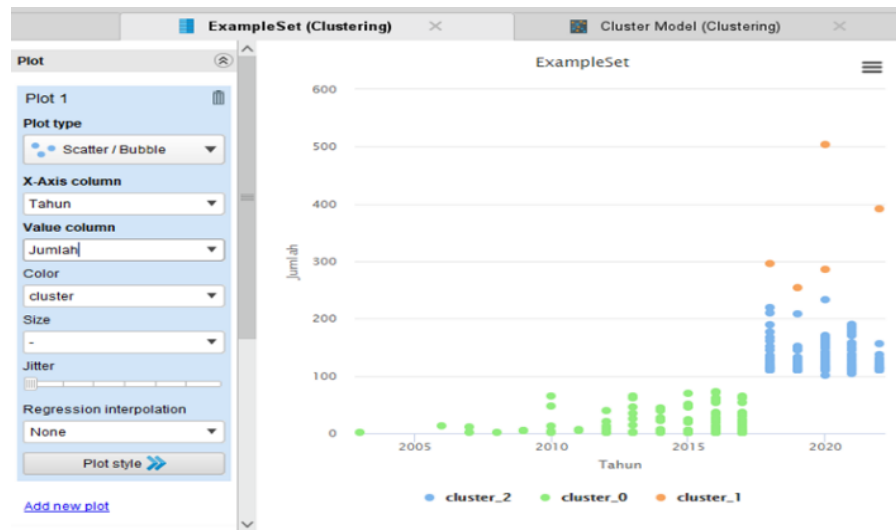 ExampleSet (Clustering)
Cluster Model (Clustering)
Plot
Plot 1
Plot type
Scatter / Bubble
X-Axis column
Tahun
Value column
Jumlah
Color
cluster
Size
-
Jitter
Regression interpolation
None
Plot style
Add new plot
ExampleSet
600
500
400
300
200
100
0
Jumlah
2005
2010
2015
2020
Tahun
cluster_2
cluster_0
cluster_1